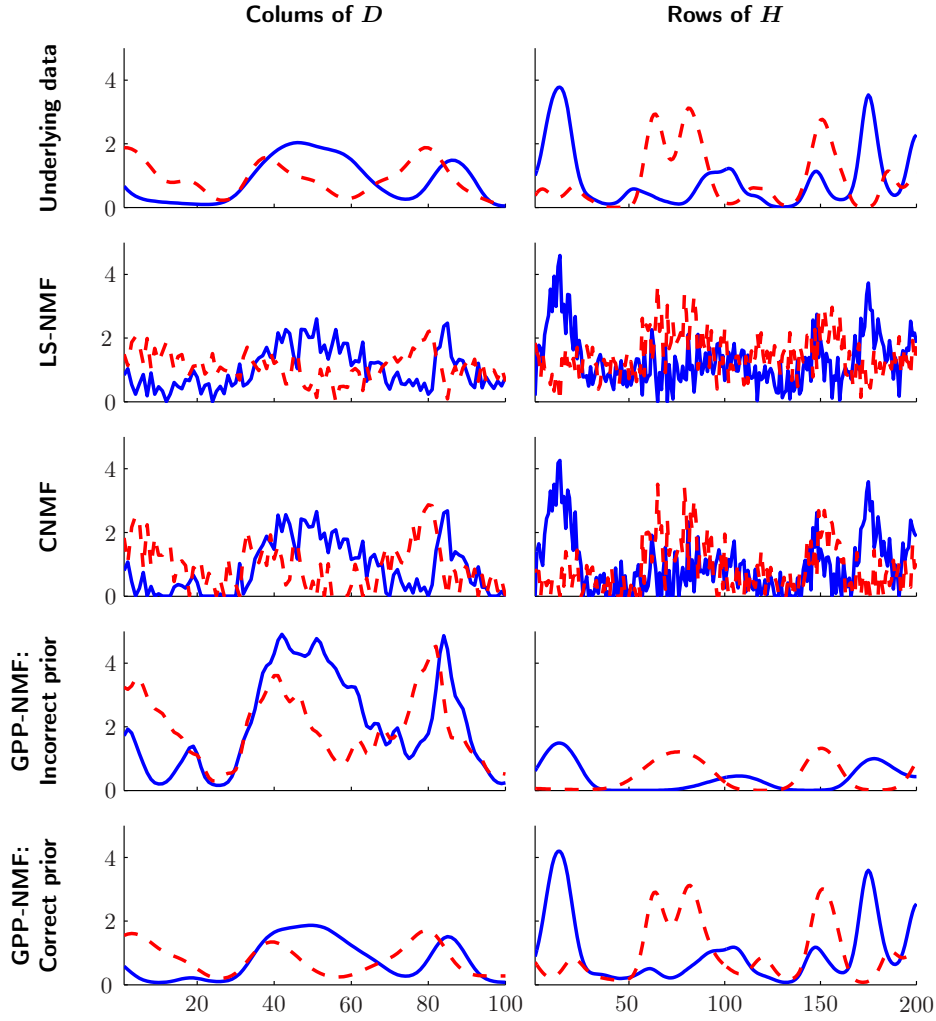 Colums of D
Rows of H
Underlying data
4
2
0
LS-NMF
4
2
0
CNMF
4
2
0
GPP-NMF:
Incorrect prior
4
2
0
GPP-NMF:
Correct prior
4
2
0
20 40 60 80 100
50 100 150 200